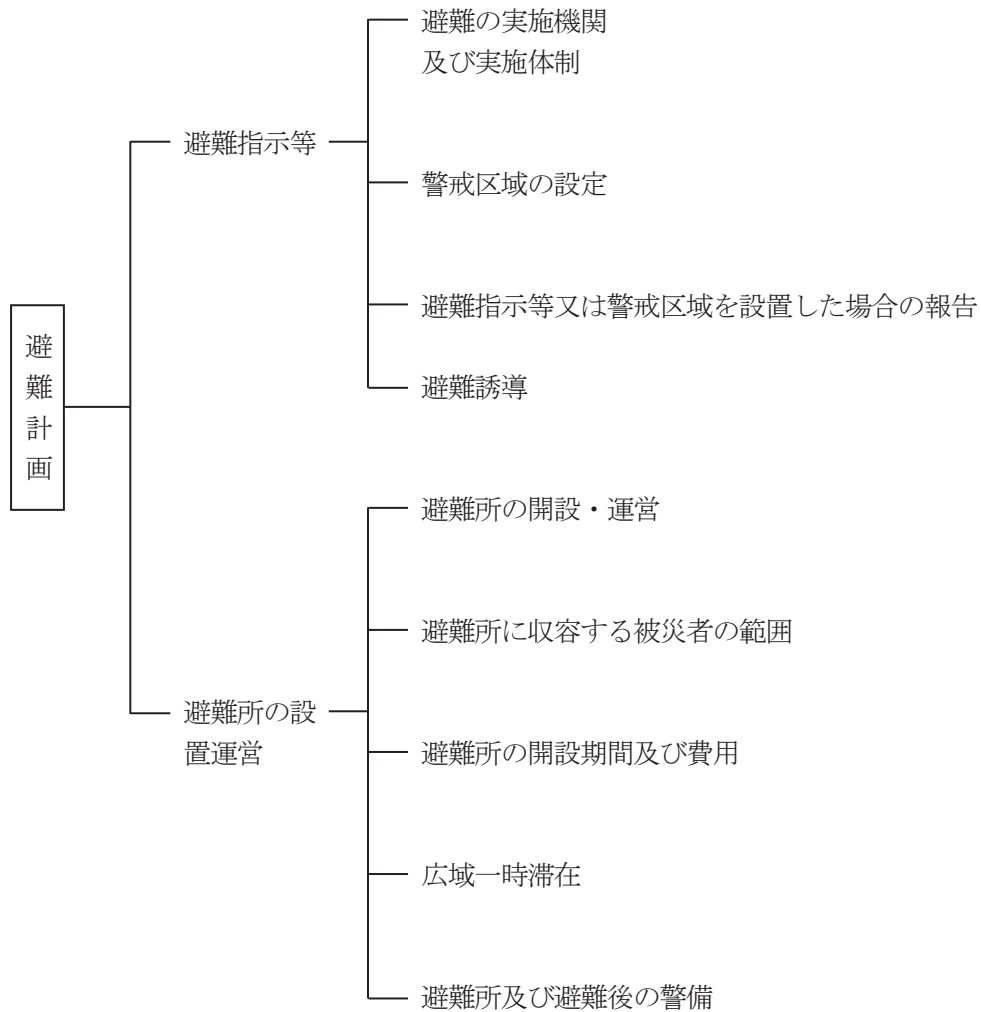 避難計画
避難指示等
避難の実施機関
及び実施体制
警戒区域の設定
避難指示等又は警戒区域を設置した場合の報告
避難誘導
避難所の設
置運営
避難所の開設・運営
避難所に収容する被災者の範囲
避難所の開設期間及び費用
広域一時滞在
避難所及び避難後の警備